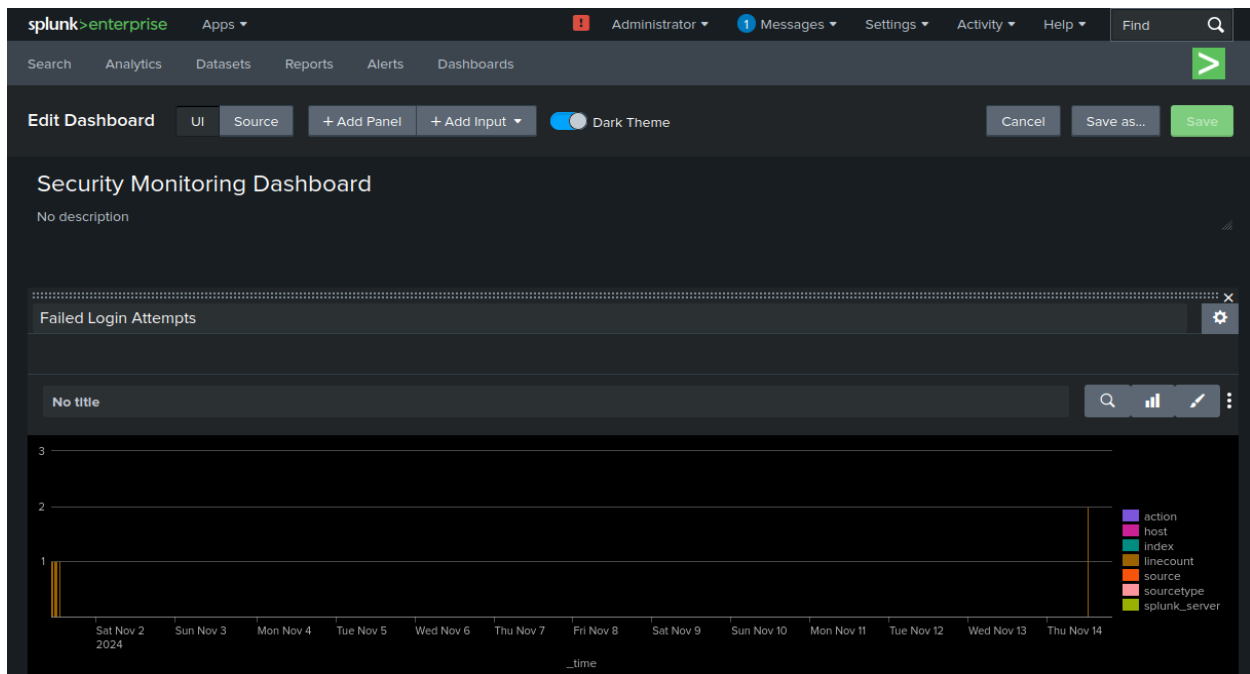 splunk>enterprise Apps ! Administrator 1 Messages Settings Activity Help Find
Search Analytics Datasets Reports Alerts Dashboards >
Edit Dashboard UI Source + Add Panel + Add Input Dark Theme Cancel Save as... Save
Security Monitoring Dashboard
No description
Failed Login Attempts
No title
3
2
1
action
host
index
linecount
source
sourcetype
splunk_server
Sat Nov 2 Sun Nov 3 Mon Nov 4 Tue Nov 5 Wed Nov 6 Thu Nov 7 Fri Nov 8 Sat Nov 9 Sun Nov 10 Mon Nov 11 Tue Nov 12 Wed Nov 13 Thu Nov 14
2024
_time